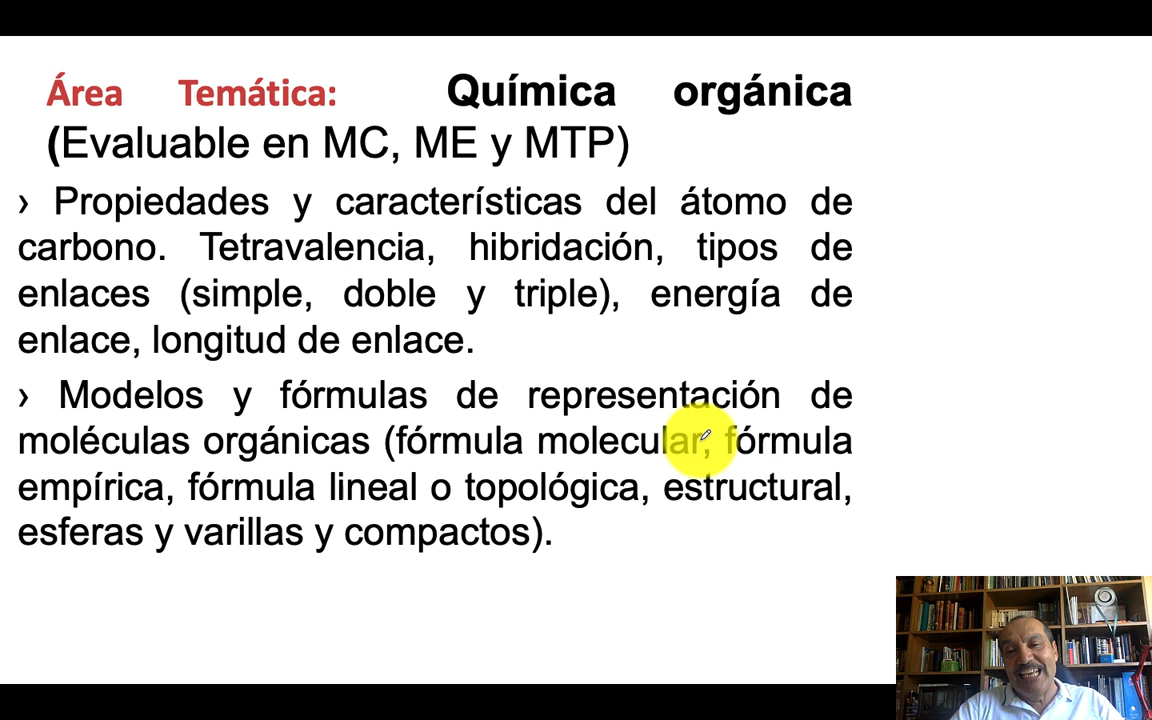 Área Temática: Química orgánica
(Evaluable en MC, ME y MTP)
› Propiedades y características del átomo de
carbono. Tetravalencia, hibridación, tipos de
enlaces (simple, doble y triple), energía de
enlace, longitud de enlace.
› Modelos y fórmulas de representación de
moléculas orgánicas (fórmula molecular, fórmula
empírica, fórmula lineal o topológica, estructural,
esferas y varillas y compactos).